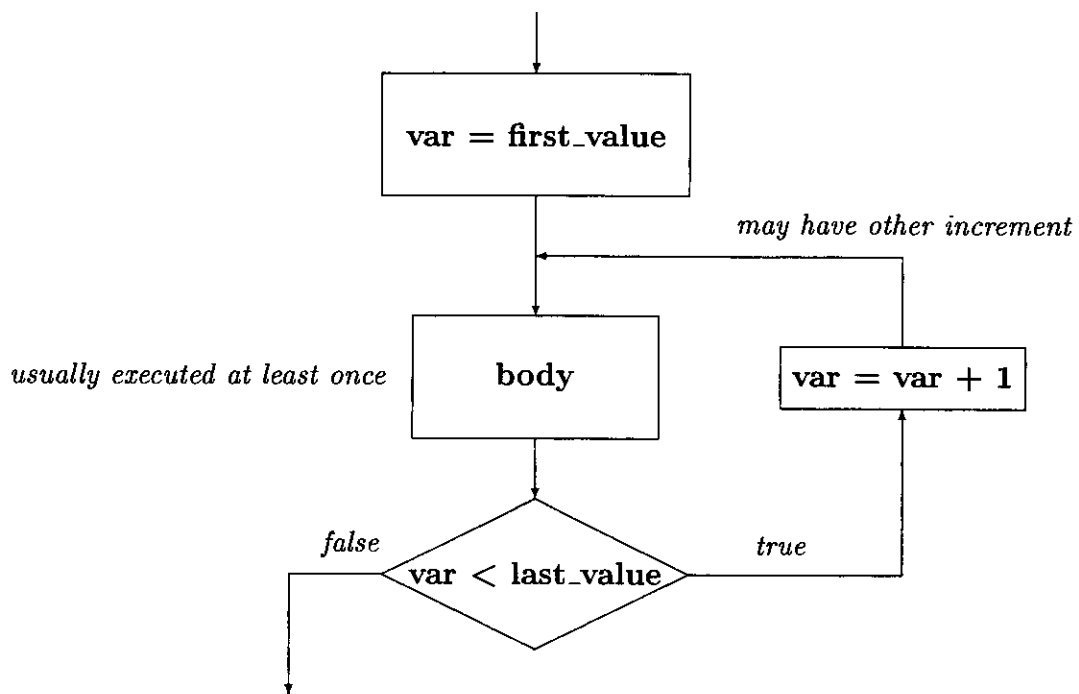 var = first_value
may have other increment
usually executed at least once
body
var = var + 1
false
true
var < last_value